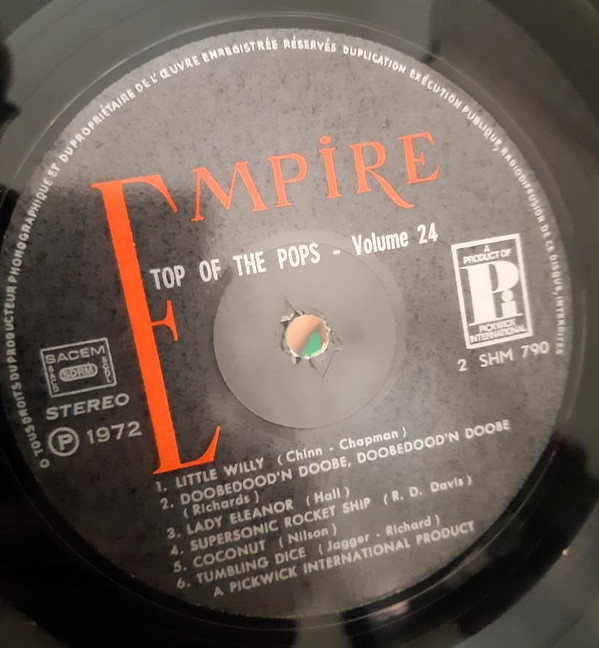 © TOUS DROITS DU PRODUCTEUR PHONOGRAPHIQUE ET DU PROPRIÉTAIRE DE L'ŒUVRE ENREGISTRÉE RÉSERVÉS DUPLICATION EXÉCUTION PUBLIQUE, RADIODIFFUSION DE CE DISQUE, INTERDITES
EMPIRE
TOP OF THE POPS - Volume 24
A
PRODUCT OF
Pi
PICKWICK
INTERNATIONAL
2 SHM 790
SACEM
SACD SDRM SGDL
STEREO
Ⓟ 1972
1. LITTLE WILLY (Chinn - Chapman)
2. DOOBEDOOD'N DOOBE, DOOBEDOOD'N DOOBE
(Richards)
3. LADY ELEANOR (Hall)
4. SUPERSONIC ROCKET SHIP (R. D. Davis)
5. COCONUT (Nilson)
6. TUMBLING DICE (Jagger - Richard)
A PICKWICK INTERNATIONAL PRODUCT